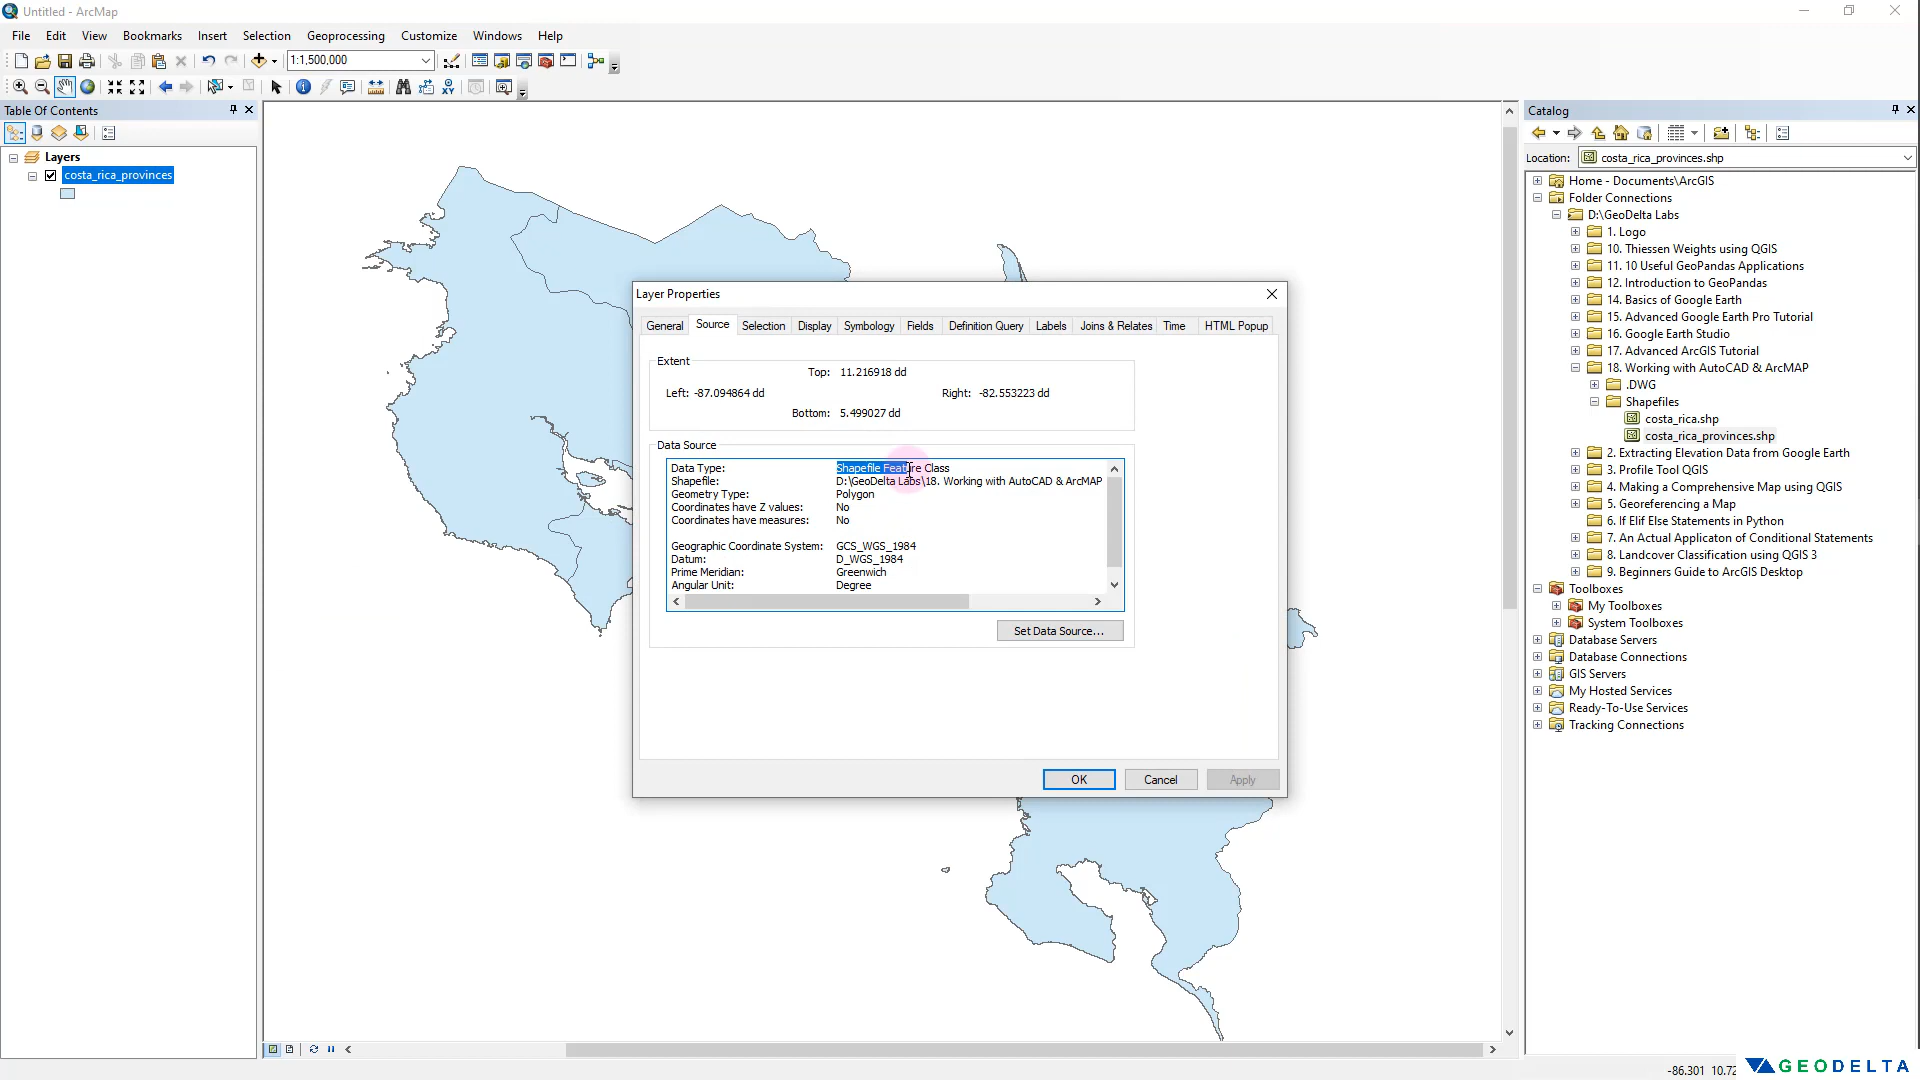 Untitled - ArcMap
File Edit View Bookmarks Insert Selection Geoprocessing Customize Windows Help
1:1,500,000
Table Of Contents
Layers
costa_rica_provinces
Layer Properties
General Source Selection Display Symbology Fields Definition Query Labels Joins & Relates Time HTML Popup
Extent
Top: 11.216918 dd
Left: -87.094864 dd Right: -82.553223 dd
Bottom: 5.499027 dd
Data Source
Data Type: Shapefile Feature Class
Shapefile: D:\GeoDelta Labs\18. Working with AutoCAD & ArcMAP
Geometry Type: Polygon
Coordinates have Z values: No
Coordinates have measures: No
Geographic Coordinate System: GCS_WGS_1984
Datum: D_WGS_1984
Prime Meridian: Greenwich
Angular Unit: Degree
Set Data Source...
OK Cancel Apply
Catalog
Location: costa_rica_provinces.shp
Home - Documents\ArcGIS
Folder Connections
D:\GeoDelta Labs
1. Logo
10. Thiessen Weights using QGIS
11. 10 Useful GeoPandas Applications
12. Introduction to GeoPandas
14. Basics of Google Earth
15. Advanced Google Earth Pro Tutorial
16. Google Earth Studio
17. Advanced ArcGIS Tutorial
18. Working with AutoCAD & ArcMAP
.DWG
Shapefiles
costa_rica.shp
costa_rica_provinces.shp
2. Extracting Elevation Data from Google Earth
3. Profile Tool QGIS
4. Making a Comprehensive Map using QGIS
5. Georeferencing a Map
6. If Elif Else Statements in Python
7. An Actual Applicaton of Conditional Statements
8. Landcover Classification using QGIS 3
9. Beginners Guide to ArcGIS Desktop
Toolboxes
My Toolboxes
System Toolboxes
Database Servers
Database Connections
GIS Servers
My Hosted Services
Ready-To-Use Services
Tracking Connections
-86.301 10.72
GEODELTA